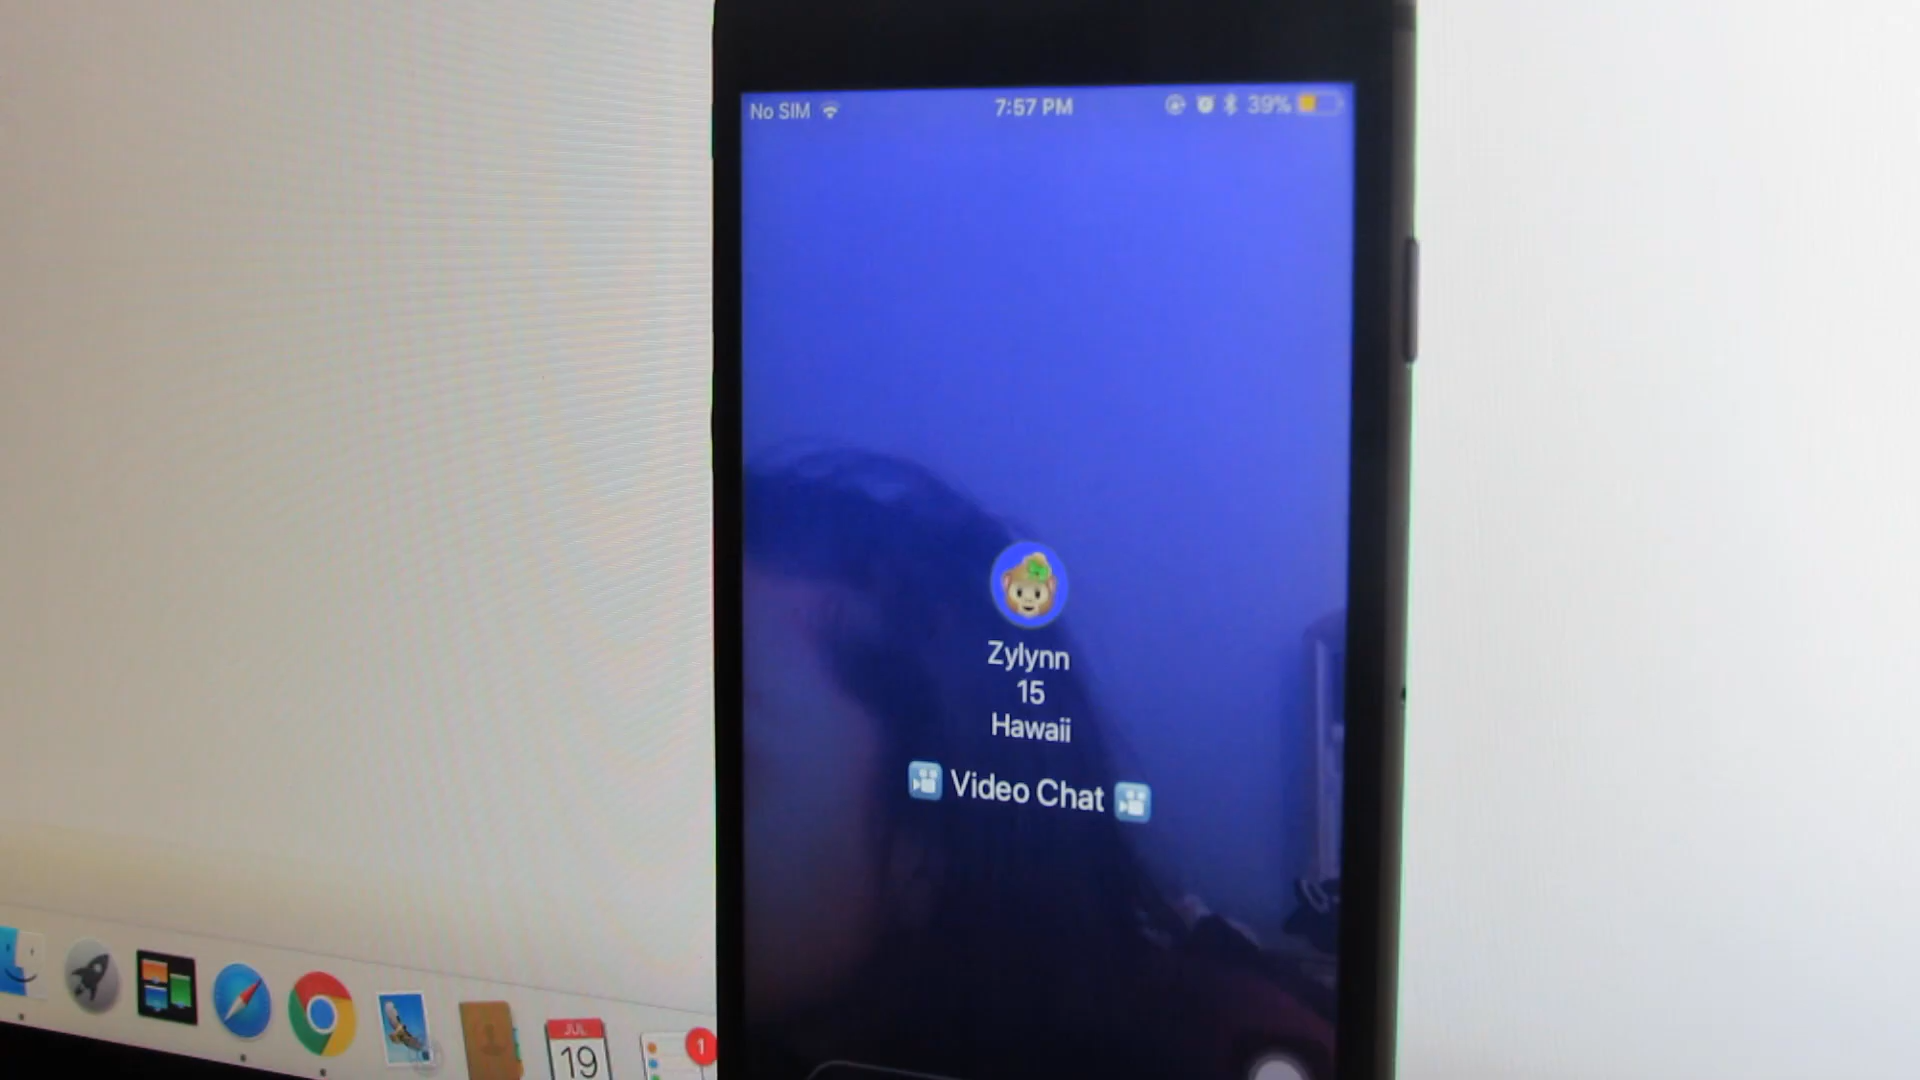 No SIM 7:57 PM 39%
Zylynn
15
Hawaii
Video Chat
JUL
19
1